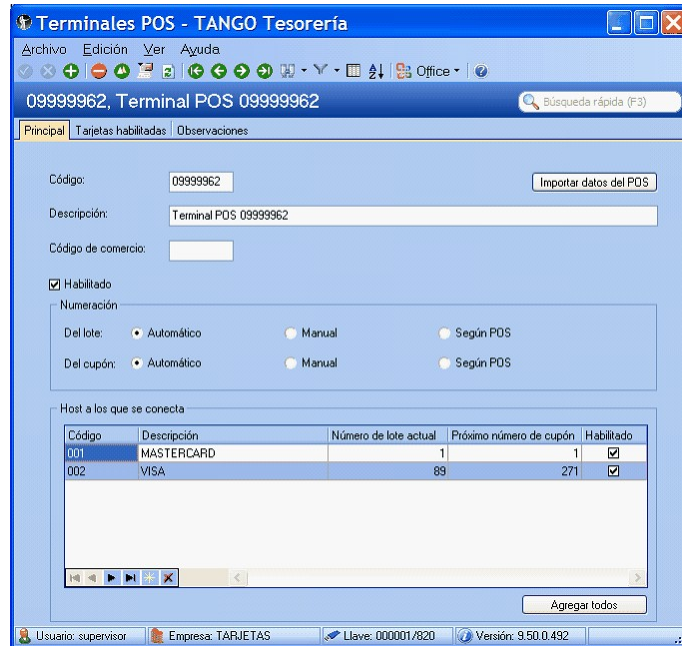 Terminales POS - TANGO Tesorería
Archivo Edición Ver Ayuda
Office
09999962, Terminal POS 09999962
Búsqueda rápida (F3)
Principal Tarjetas habilitadas Observaciones
Código: 09999962 Importar datos del POS
Descripción: Terminal POS 09999962
Código de comercio:
Habilitado
Numeración
Del lote: Automático Manual Según POS
Del cupón: Automático Manual Según POS
Host a los que se conecta
Código Descripción Número de lote actual Próximo número de cupón Habilitado
001 MASTERCARD 1 1
002 VISA 89 271
Agregar todos
Usuario: supervisor Empresa: TARJETAS Llave: 000001/820 Versión: 9.50.0.492